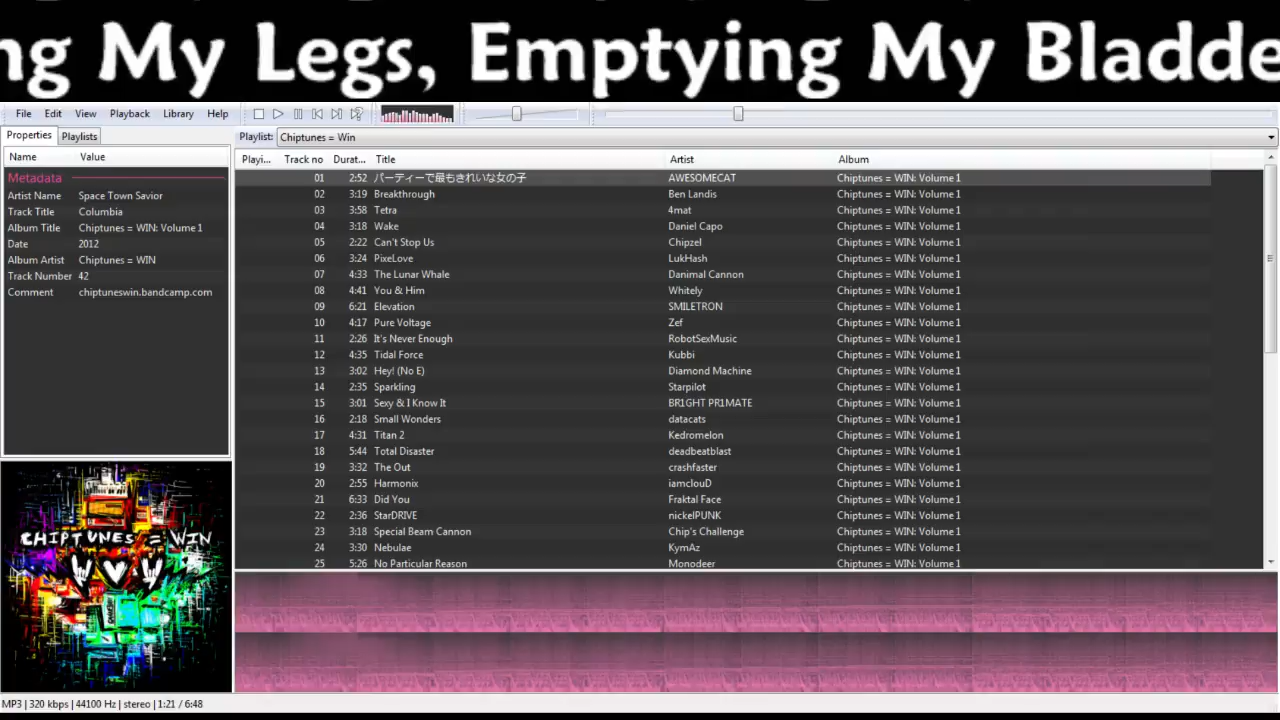 ng My Legs, Emptying My Bladde
File Edit View Playback Library Help
Properties Playlists
Playlist: Chiptunes = Win
Name Value
Metadata
Artist Name Space Town Savior
Track Title Columbia
Album Title Chiptunes = WIN: Volume 1
Date 2012
Album Artist Chiptunes = WIN
Track Number 42
Comment chiptuneswin.bandcamp.com
Playi... Track no Durat... Title Artist Album
01 2:52 パーティーで最もきれいな女の子 AWESOMECAT Chiptunes = WIN: Volume 1
02 3:19 Breakthrough Ben Landis Chiptunes = WIN: Volume 1
03 3:58 Tetra 4mat Chiptunes = WIN: Volume 1
04 3:18 Wake Daniel Capo Chiptunes = WIN: Volume 1
05 2:22 Can't Stop Us Chipzel Chiptunes = WIN: Volume 1
06 3:24 PixeLove LukHash Chiptunes = WIN: Volume 1
07 4:33 The Lunar Whale Danimal Cannon Chiptunes = WIN: Volume 1
08 4:41 You & Him Whitely Chiptunes = WIN: Volume 1
09 6:21 Elevation SMILETRON Chiptunes = WIN: Volume 1
10 4:17 Pure Voltage Zef Chiptunes = WIN: Volume 1
11 2:26 It's Never Enough RobotSexMusic Chiptunes = WIN: Volume 1
12 4:35 Tidal Force Kubbi Chiptunes = WIN: Volume 1
13 3:02 Hey! (No E) Diamond Machine Chiptunes = WIN: Volume 1
14 2:35 Sparkling Starpilot Chiptunes = WIN: Volume 1
15 3:01 Sexy & I Know It BR1GHT PR1MATE Chiptunes = WIN: Volume 1
16 2:18 Small Wonders datacats Chiptunes = WIN: Volume 1
17 4:31 Titan 2 Kedromelon Chiptunes = WIN: Volume 1
18 5:44 Total Disaster deadbeatblast Chiptunes = WIN: Volume 1
19 3:32 The Out crashfaster Chiptunes = WIN: Volume 1
20 2:55 Harmonix iamclouD Chiptunes = WIN: Volume 1
21 6:33 Did You Fraktal Face Chiptunes = WIN: Volume 1
22 2:36 StarDRIVE nickelPUNK Chiptunes = WIN: Volume 1
23 3:18 Special Beam Cannon Chip's Challenge Chiptunes = WIN: Volume 1
24 3:30 Nebulae KymAz Chiptunes = WIN: Volume 1
25 5:26 No Particular Reason Monodeer Chiptunes = WIN: Volume 1
CHIPTUNES = WIN
MP3 | 320 kbps | 44100 Hz | stereo | 1:21 / 6:48